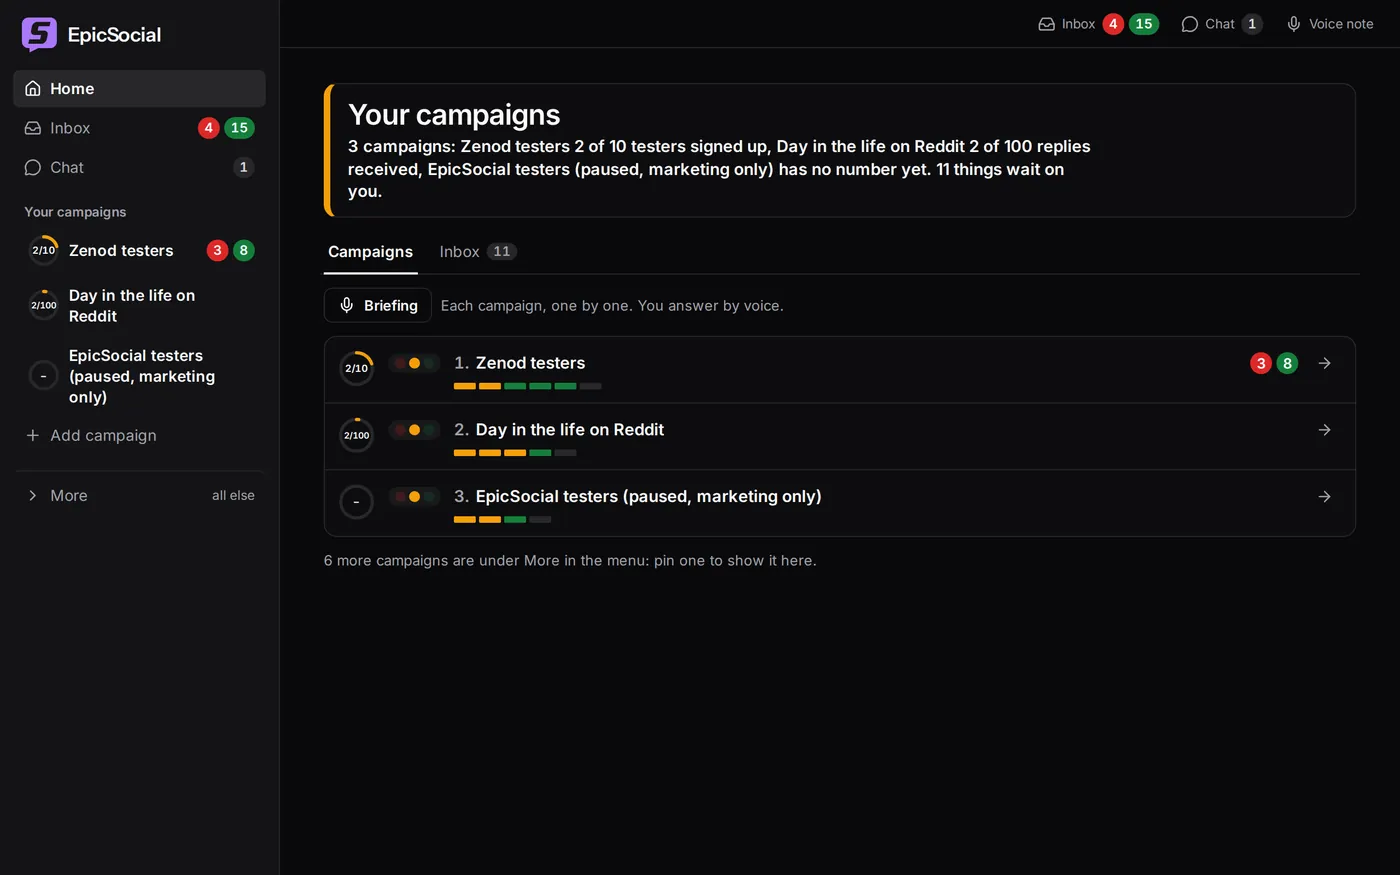 EpicSocial
Home
Inbox 4 15
Chat 1
Your campaigns
2/10 Zenod testers 3 8
2/100 Day in the life on
Reddit
- EpicSocial testers
(paused, marketing
only)
Add campaign
More all else
Inbox 4 15 Chat 1 Voice note
Your campaigns
3 campaigns: Zenod testers 2 of 10 testers signed up, Day in the life on Reddit 2 of 100 replies
received, EpicSocial testers (paused, marketing only) has no number yet. 11 things wait on
you.
Campaigns Inbox 11
Briefing Each campaign, one by one. You answer by voice.
2/10 1. Zenod testers 3 8
2/100 2. Day in the life on Reddit
- 3. EpicSocial testers (paused, marketing only)
6 more campaigns are under More in the menu: pin one to show it here.